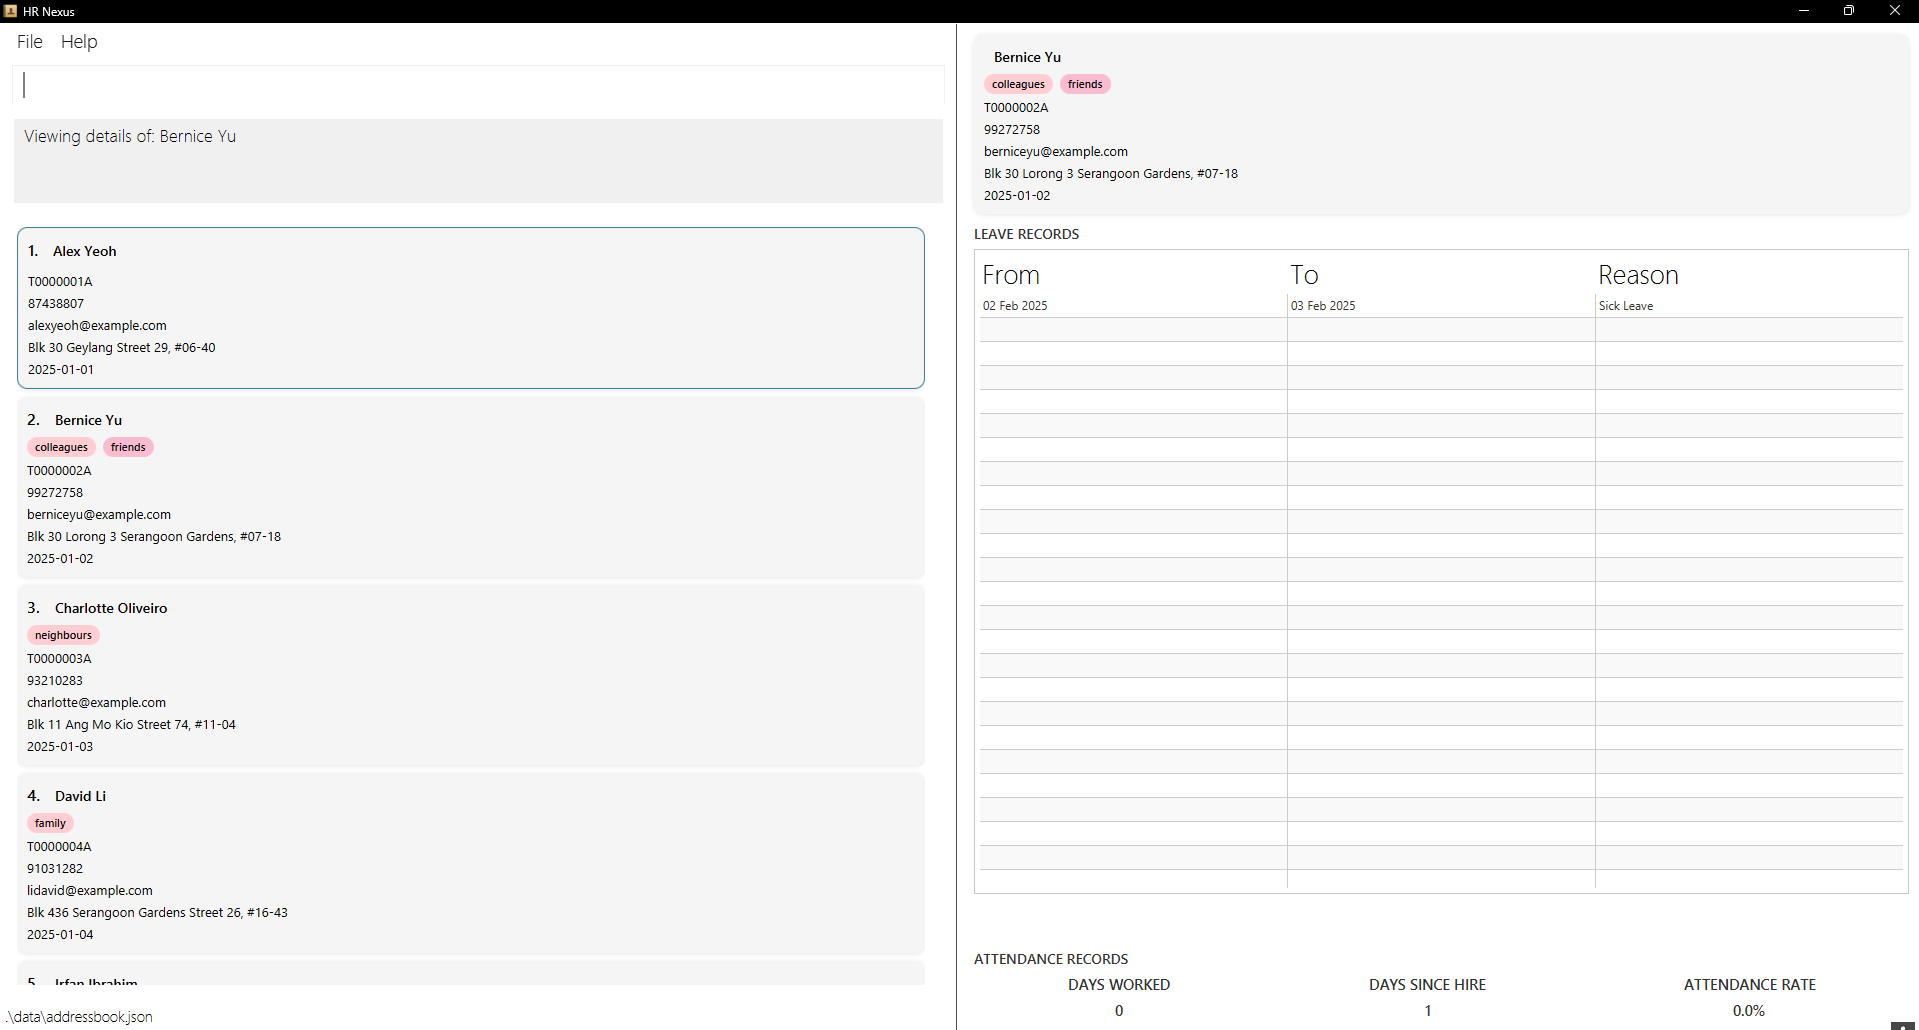 HR Nexus
File Help
Viewing details of: Bernice Yu
1. Alex Yeoh
T0000001A
87438807
alexyeoh@example.com
Blk 30 Geylang Street 29, #06-40
2025-01-01
2. Bernice Yu
colleagues friends
T0000002A
99272758
berniceyu@example.com
Blk 30 Lorong 3 Serangoon Gardens, #07-18
2025-01-02
3. Charlotte Oliveiro
neighbours
T0000003A
93210283
charlotte@example.com
Blk 11 Ang Mo Kio Street 74, #11-04
2025-01-03
4. David Li
family
T0000004A
91031282
lidavid@example.com
Blk 436 Serangoon Gardens Street 26, #16-43
2025-01-04
5. Irfan Ibrahim
.\data\addressbook.json
Bernice Yu
colleagues friends
T0000002A
99272758
berniceyu@example.com
Blk 30 Lorong 3 Serangoon Gardens, #07-18
2025-01-02
LEAVE RECORDS
From To Reason
02 Feb 2025 03 Feb 2025 Sick Leave
ATTENDANCE RECORDS
DAYS WORKED DAYS SINCE HIRE ATTENDANCE RATE
0 1 0.0%